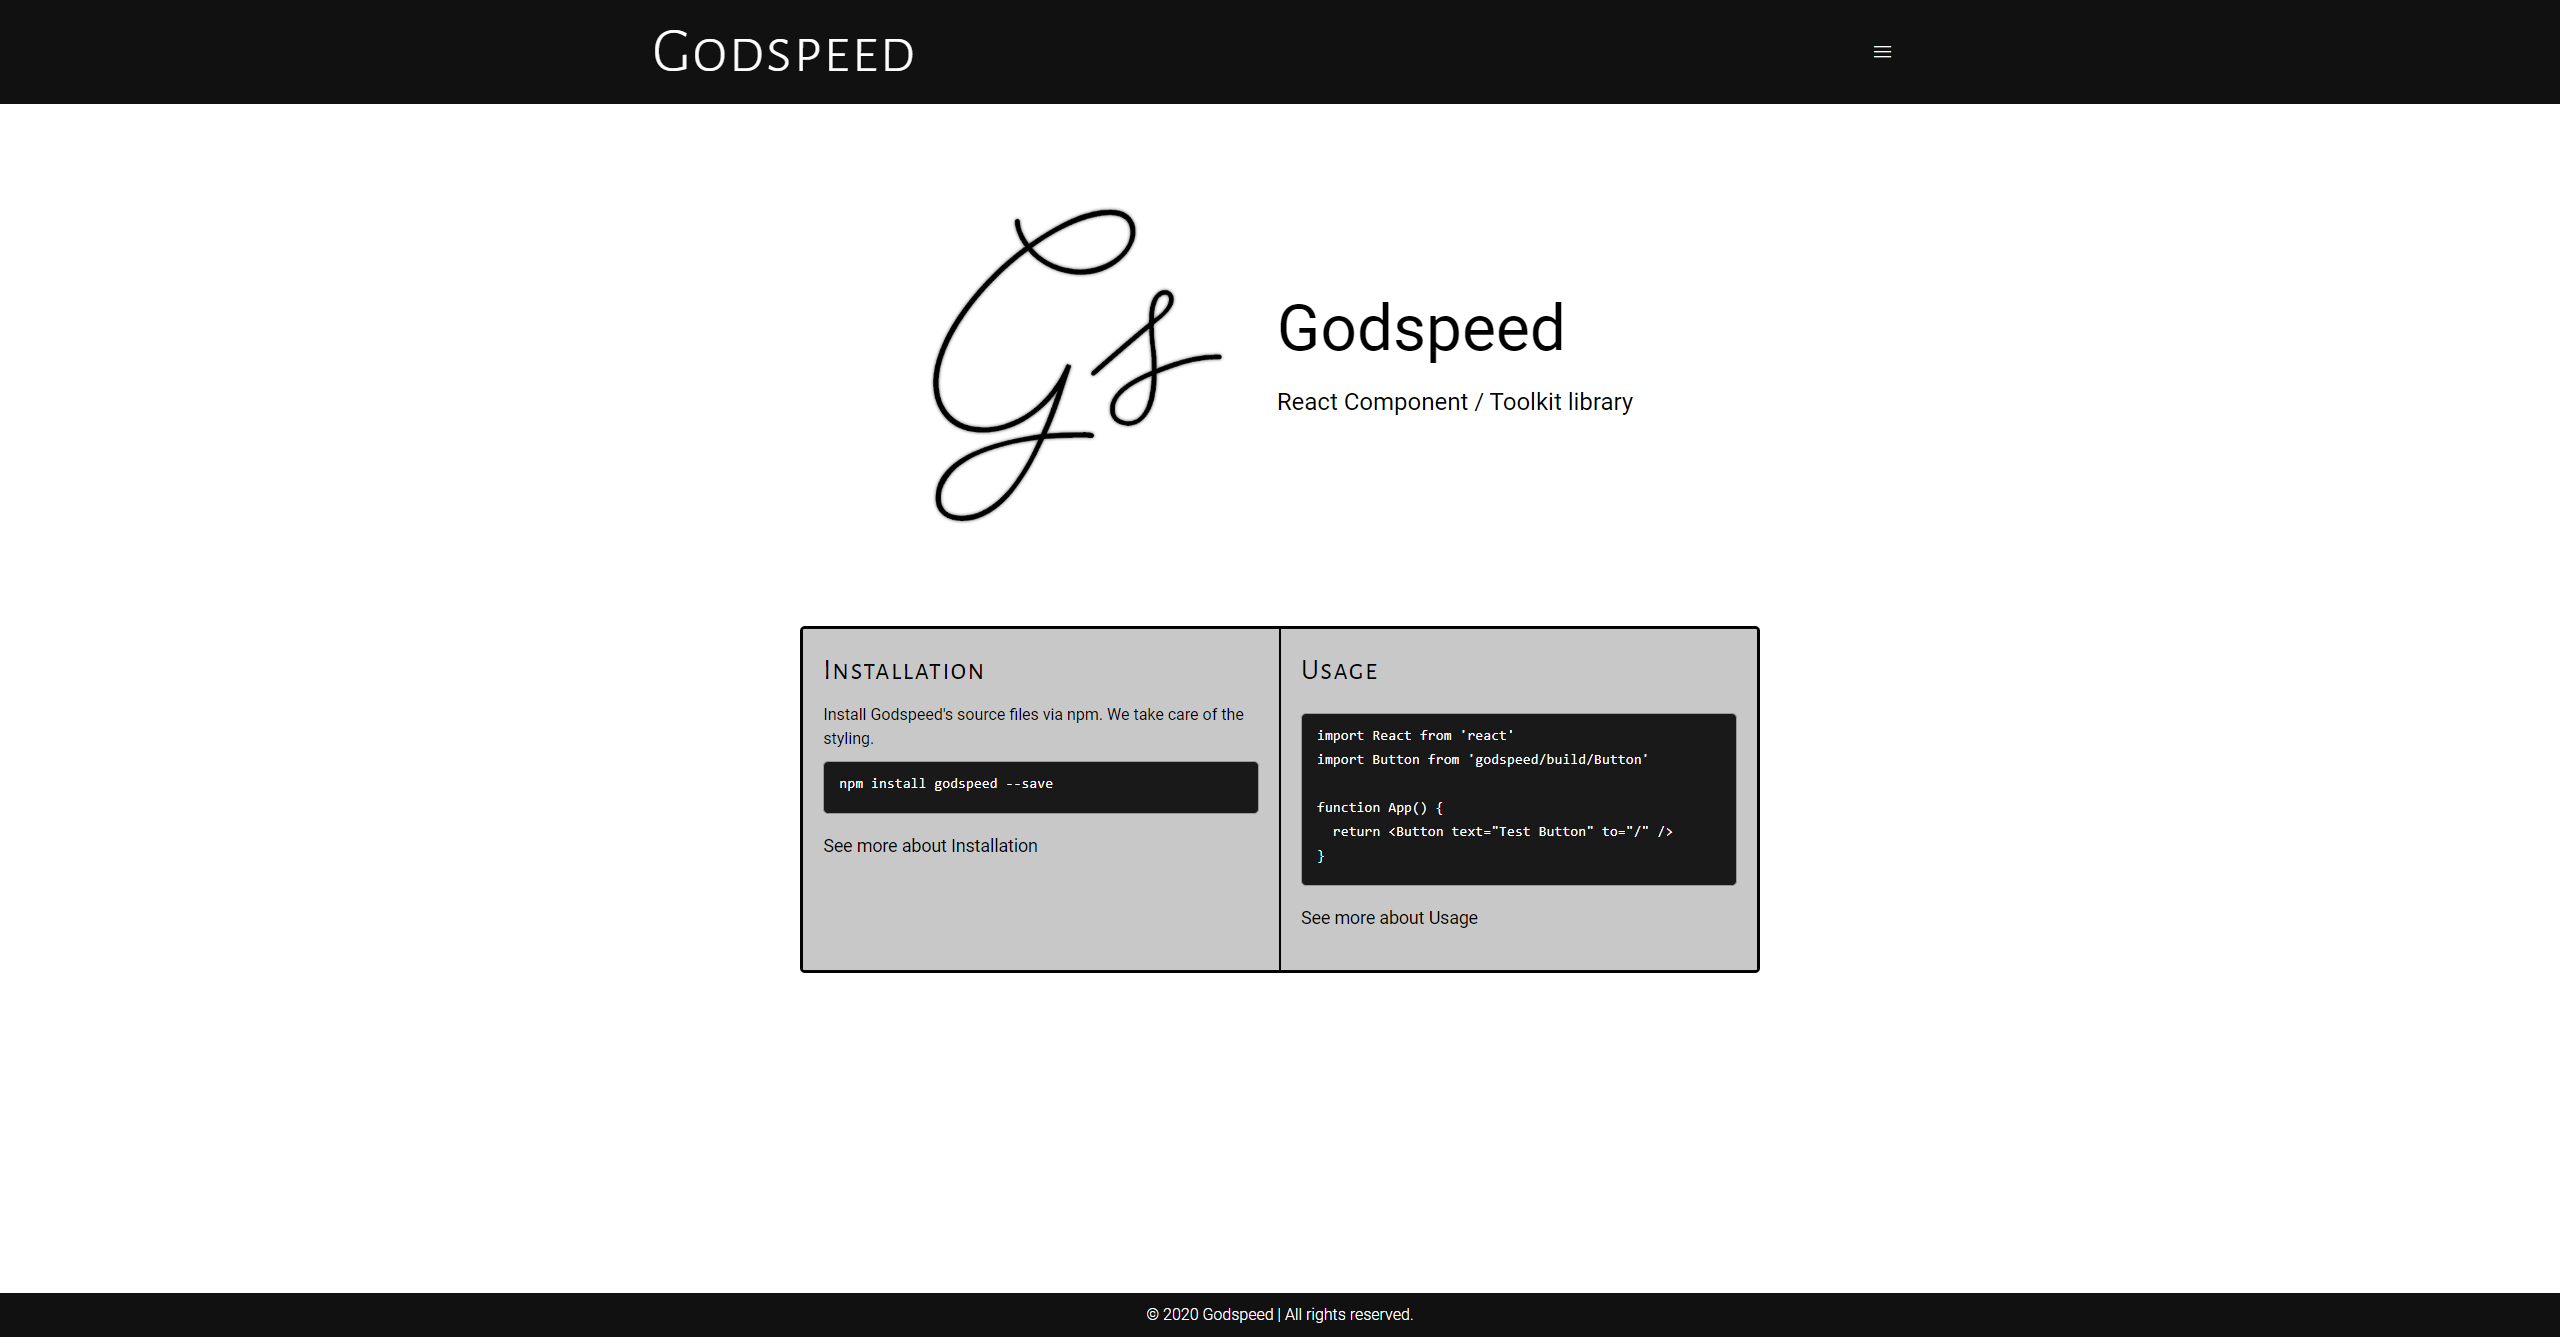 Godspeed
Gs
Godspeed
React Component / Toolkit library
Installation
Install Godspeed's source files via npm. We take care of the
styling.
npm install godspeed --save
See more about Installation
Usage
import React from 'react'
import Button from 'godspeed/build/Button'
function App() {
  return <Button text="Test Button" to="/" />
}
See more about Usage
© 2020 Godspeed | All rights reserved.